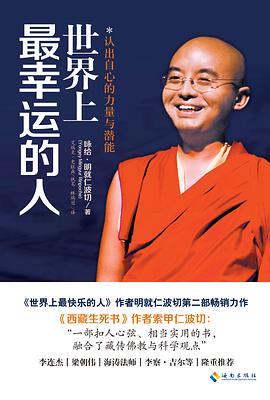 *认出自心的力量与潜能
世界上
最幸运的人
咏给·明就仁波切
(Yongey Mingyur Rinpoche)
/著
《世界上最快乐的人》作者明就仁波切第二部畅销力作
《西藏生死书》作者索甲仁波切：
“一部扣人心弦、相当实用的书，
融合了藏传佛教与科学观点”
李连杰｜梁朝伟｜海涛法师｜李察·吉尔等｜隆重推荐
海南出版社